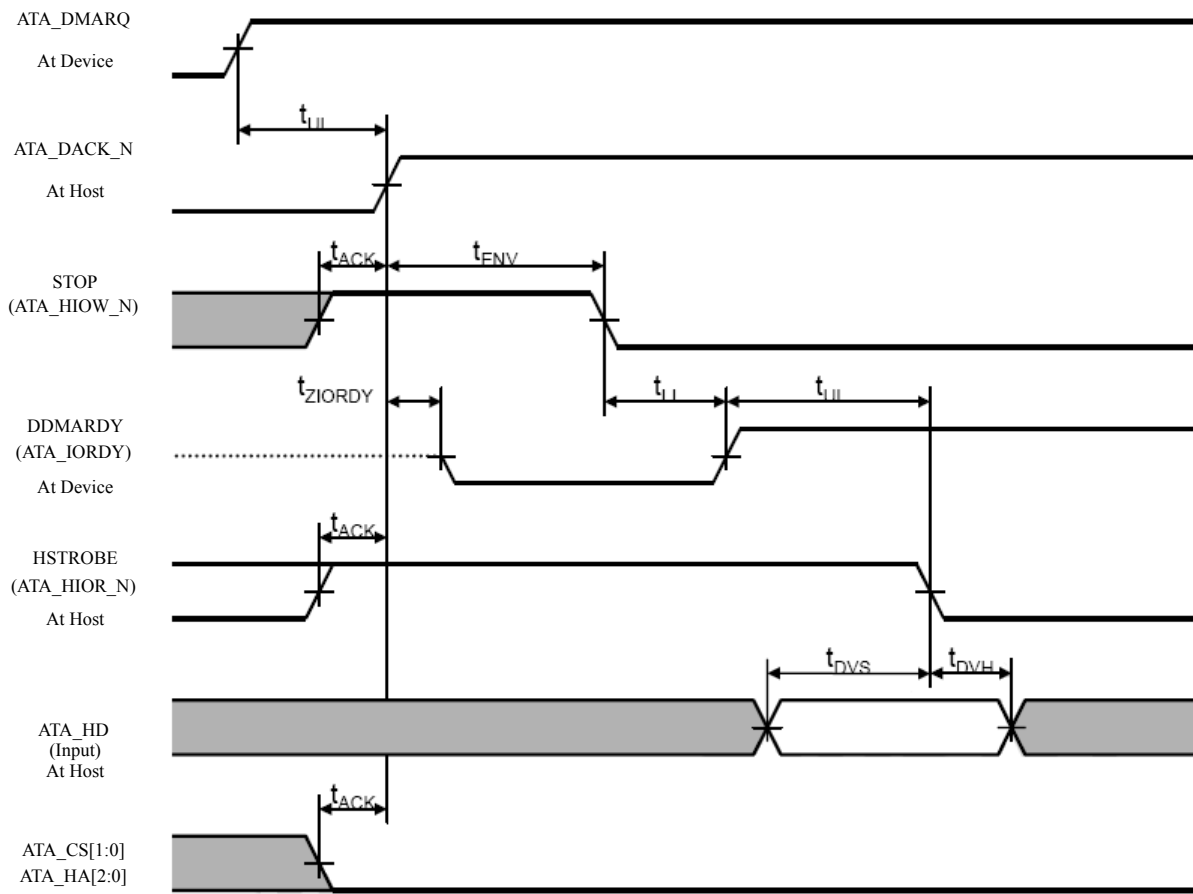 ATA_DMARQ
At Device
tUI
ATA_DACK_N
At Host
tACK
tENV
STOP
(ATA_HIOW_N)
tZIORDY
tLI
tUI
DDMARDY
(ATA_IORDY)
At Device
tACK
HSTROBE
(ATA_HIOR_N)
At Host
tDVS
tDVH
ATA_HD
(Input)
At Host
tACK
ATA_CS[1:0]
ATA_HA[2:0]